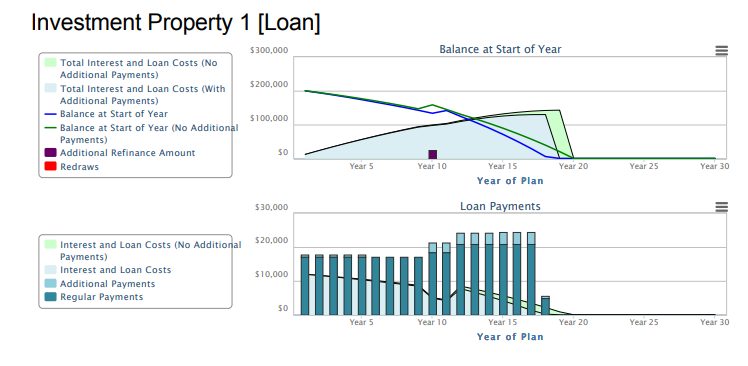 Investment Property 1 [Loan]
Balance at Start of Year
Total Interest and Loan Costs (No
Additional Payments)
Total Interest and Loan Costs (With
Additional Payments)
Balance at Start of Year
Balance at Start of Year (No Additional
Payments)
Additional Refinance Amount
Redraws
$300,000
$200,000
$100,000
$0
Year 5 Year 10 Year 15 Year 20 Year 25 Year 30
Year of Plan
Loan Payments
Interest and Loan Costs (No Additional
Payments)
Interest and Loan Costs
Additional Payments
Regular Payments
$30,000
$20,000
$10,000
$0
Year 5 Year 10 Year 15 Year 20 Year 25 Year 30
Year of Plan